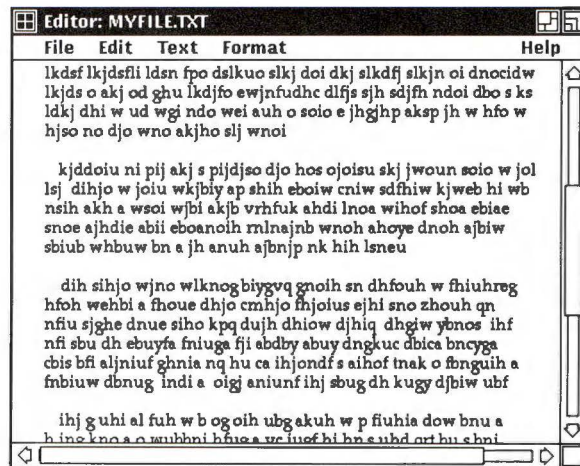 Editor: MYFILE.TXT
File Edit Text Format Help
lkdsf lkjdsfli ldsn fpo dslkuo slkj doi dkj slkdfj slkjn oi dnocidw
lkjds o akj od ghu lkdjfo ewjnfudhc dlfjs sjh sdjfh ndoi dbo s ks
ldkj dhi w ud wgi ndo wei auh o soio e jhgjhp aksp jh w hfo w
hjso no djo wno akjho slj wnoi
kjddoiu ni pij akj s pijdjso djo hos ojoisu skj jwoun soio w jol
lsj dihjo w joiu wkjbiy ap shih eboiw cniw sdfhiw kjweb hi wb
nsih akh a wsoi wjbi akjb vrhfuk ahdi lnoa wihof shoa ebiae
snoe ajhdie abii eboanoih mlnajnb wnoh ahoye dnoh ajbiw
sbiub whbuw bn a jh anuh ajbnjp nk hih lsneu
dih sihjo wjno wlknogbiygvq gnoih sn dhfouh w fhiuhreg
hfoh wehbi a fhoue dhjo cmhjo fhjoius ejhi sno zhouh qn
nfiu sjghe dnue siho kpq dujh dhiow djhiq dhgiw ybnos ihf
nfi sbu dh ebuyfa fniuga fji abdby abuy dngkuc dbica bncyga
cbis bfi aljniuf ghnia nq hu ca ihjondf s aihof tnak o fbnguih a
fnbiuw dbnug indi a oigj aniunf ihj sbug dh kugy djbiw ubf
ihj g uhi al fuh w b og oih ubg akuh w p fiuhia dow bnu a